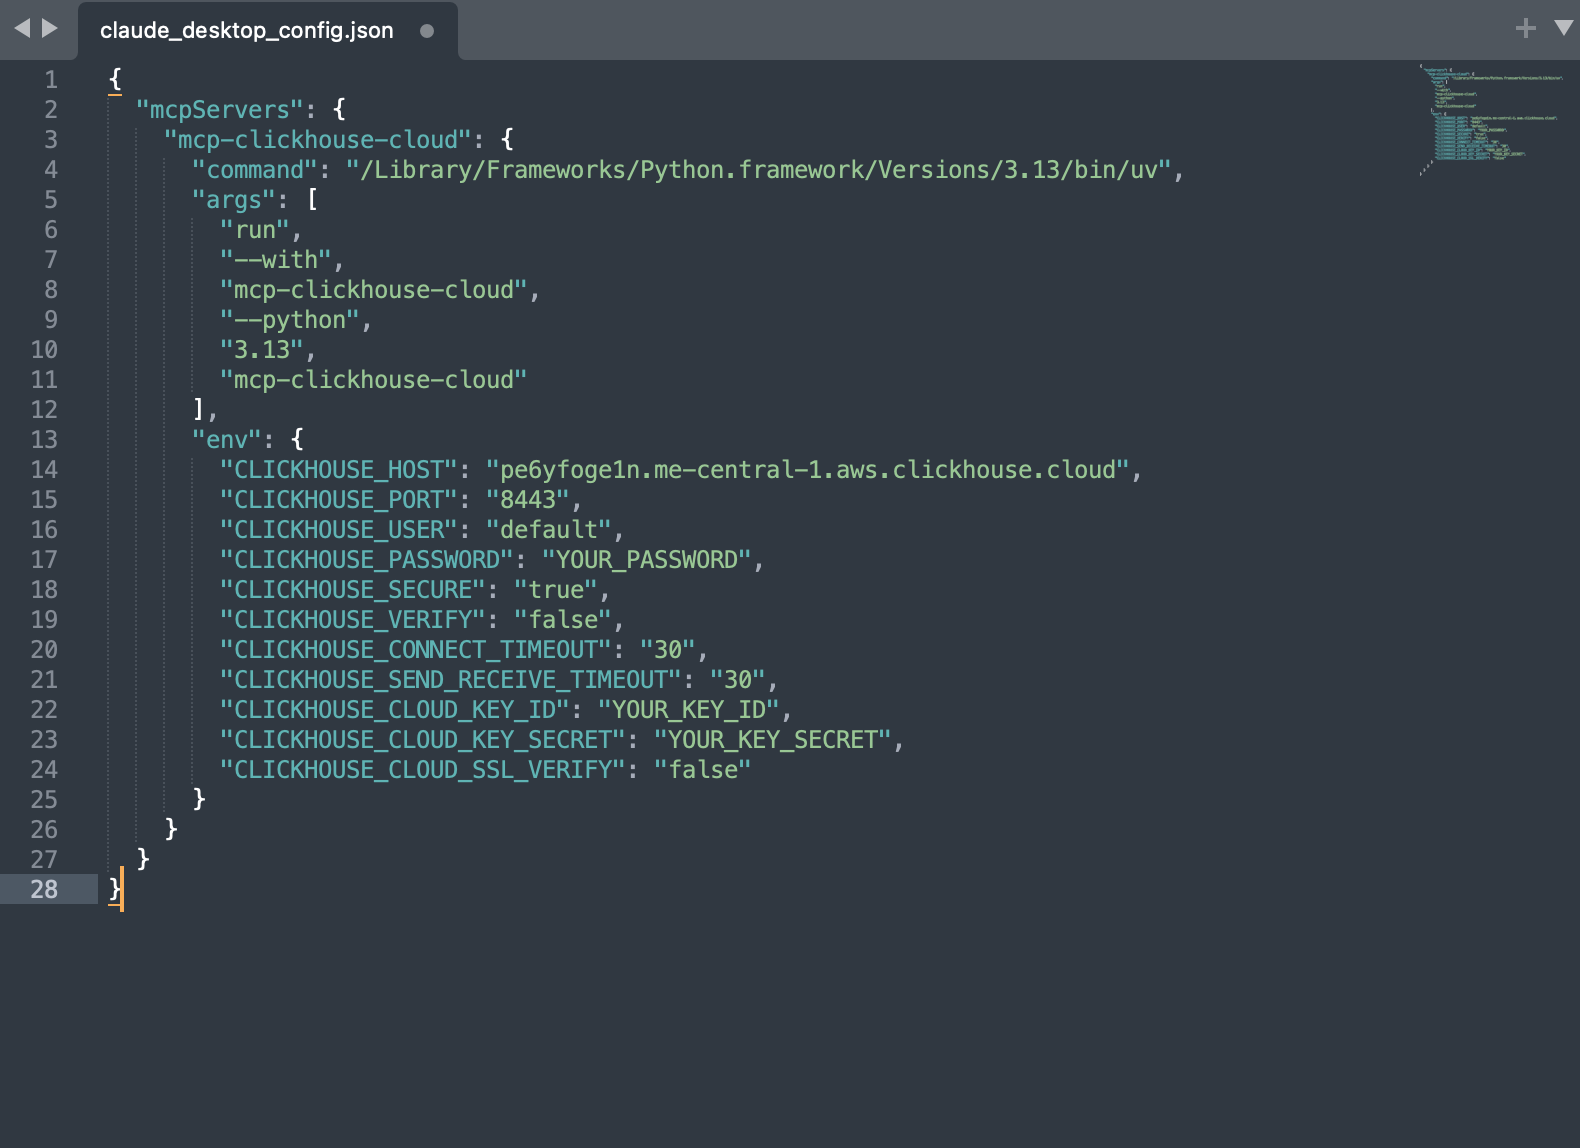 claude_desktop_config.json
1 {
2 "mcpServers": {
3 "mcp-clickhouse-cloud": {
4 "command": "/Library/Frameworks/Python.framework/Versions/3.13/bin/uv",
5 "args": [
6 "run",
7 "--with",
8 "mcp-clickhouse-cloud",
9 "--python",
10 "3.13",
11 "mcp-clickhouse-cloud"
12 ],
13 "env": {
14 "CLICKHOUSE_HOST": "pe6yfoge1n.me-central-1.aws.clickhouse.cloud",
15 "CLICKHOUSE_PORT": "8443",
16 "CLICKHOUSE_USER": "default",
17 "CLICKHOUSE_PASSWORD": "YOUR_PASSWORD",
18 "CLICKHOUSE_SECURE": "true",
19 "CLICKHOUSE_VERIFY": "false",
20 "CLICKHOUSE_CONNECT_TIMEOUT": "30",
21 "CLICKHOUSE_SEND_RECEIVE_TIMEOUT": "30",
22 "CLICKHOUSE_CLOUD_KEY_ID": "YOUR_KEY_ID",
23 "CLICKHOUSE_CLOUD_KEY_SECRET": "YOUR_KEY_SECRET",
24 "CLICKHOUSE_CLOUD_SSL_VERIFY": "false"
25 }
26 }
27 }
28 }